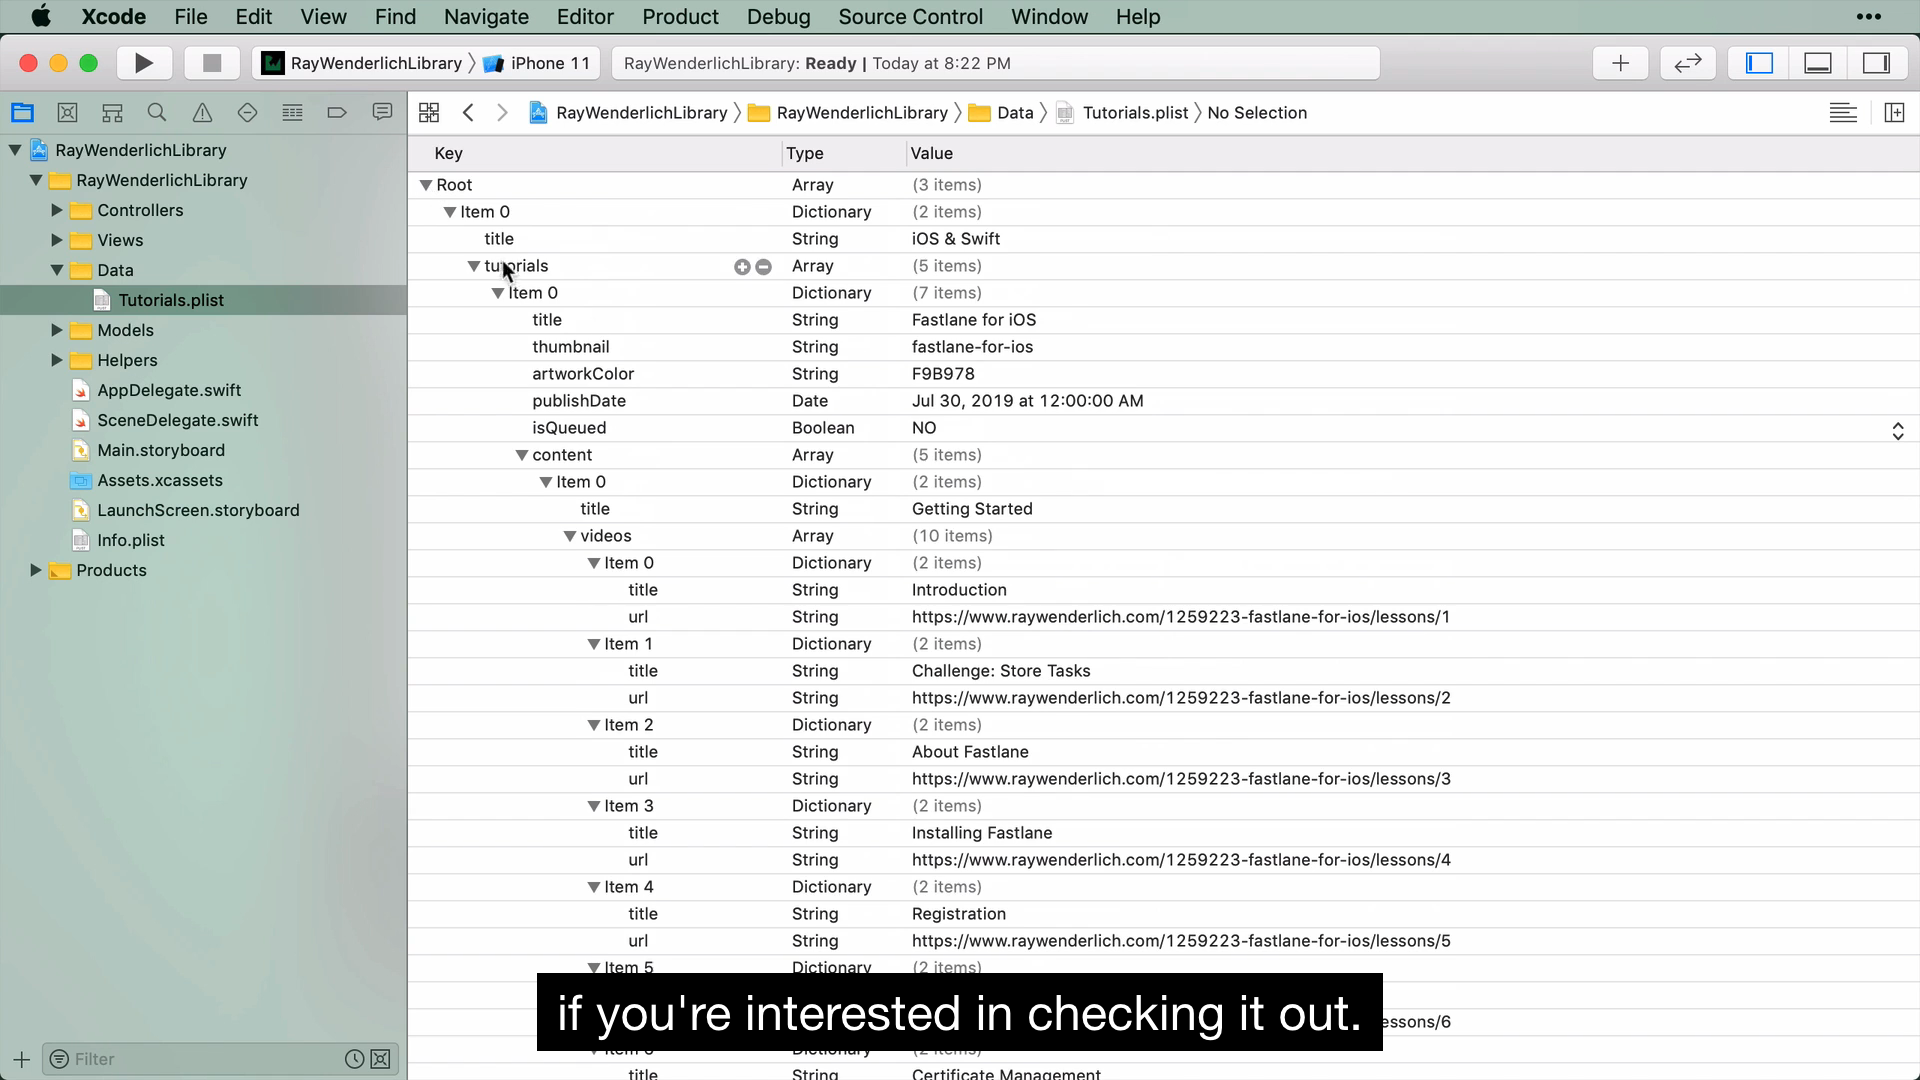 Xcode File Edit View Find Navigate Editor Product Debug Source Control Window Help
RayWenderlichLibrary iPhone 11 RayWenderlichLibrary: Ready | Today at 8:22 PM
RayWenderlichLibrary RayWenderlichLibrary Data Tutorials.plist No Selection
RayWenderlichLibrary
RayWenderlichLibrary
Controllers
Views
Data
Tutorials.plist
Models
Helpers
AppDelegate.swift
SceneDelegate.swift
Main.storyboard
Assets.xcassets
LaunchScreen.storyboard
Info.plist
Products
Filter
Key Type Value
Root Array (3 items)
Item 0 Dictionary (2 items)
title String iOS & Swift
tutorials Array (5 items)
Item 0 Dictionary (7 items)
title String Fastlane for iOS
thumbnail String fastlane-for-ios
artworkColor String F9B978
publishDate Date Jul 30, 2019 at 12:00:00 AM
isQueued Boolean NO
content Array (5 items)
Item 0 Dictionary (2 items)
title String Getting Started
videos Array (10 items)
Item 0 Dictionary (2 items)
title String Introduction
url String https://www.raywenderlich.com/1259223-fastlane-for-ios/lessons/1
Item 1 Dictionary (2 items)
title String Challenge: Store Tasks
url String https://www.raywenderlich.com/1259223-fastlane-for-ios/lessons/2
Item 2 Dictionary (2 items)
title String About Fastlane
url String https://www.raywenderlich.com/1259223-fastlane-for-ios/lessons/3
Item 3 Dictionary (2 items)
title String Installing Fastlane
url String https://www.raywenderlich.com/1259223-fastlane-for-ios/lessons/4
Item 4 Dictionary (2 items)
title String Registration
url String https://www.raywenderlich.com/1259223-fastlane-for-ios/lessons/5
Item 5 Dictionary (2 items)
if you're interested in checking it out.
essons/6
title String Certificate Management